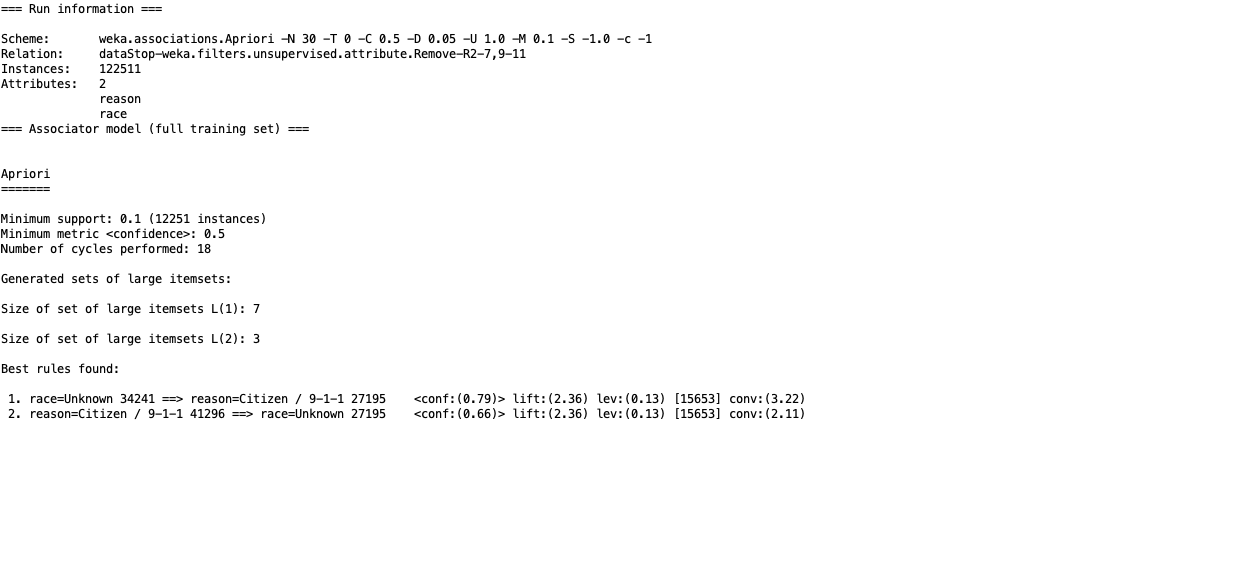 === Run information ===
Scheme: weka.associations.Apriori -N 30 -T 0 -C 0.5 -D 0.05 -U 1.0 -M 0.1 -S -1.0 -c -1
Relation: dataStop-weka.filters.unsupervised.attribute.Remove-R2-7,9-11
Instances: 122511
Attributes: 2
reason
race
=== Associator model (full training set) ===
Apriori
=======
Minimum support: 0.1 (12251 instances)
Minimum metric <confidence>: 0.5
Number of cycles performed: 18
Generated sets of large itemsets:
Size of set of large itemsets L(1): 7
Size of set of large itemsets L(2): 3
Best rules found:
1. race=Unknown 34241 ==> reason=Citizen / 9-1-1 27195 <conf:(0.79)> lift:(2.36) lev:(0.13) [15653] conv:(3.22)
2. reason=Citizen / 9-1-1 41296 ==> race=Unknown 27195 <conf:(0.66)> lift:(2.36) lev:(0.13) [15653] conv:(2.11)